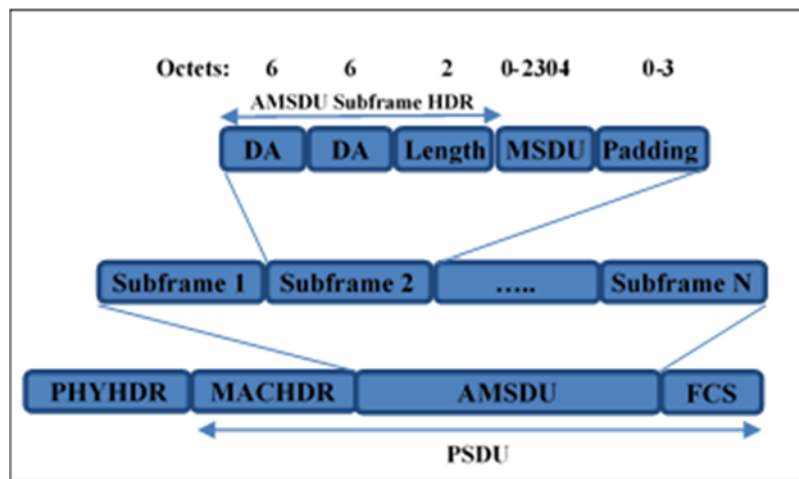 Octets: 6 6 2 0-2304 0-3
AMSDU Subframe HDR
DA DA Length MSDU Padding
Subframe 1 Subframe 2 ..... Subframe N
PHYHDR MACHDR AMSDU FCS
PSDU